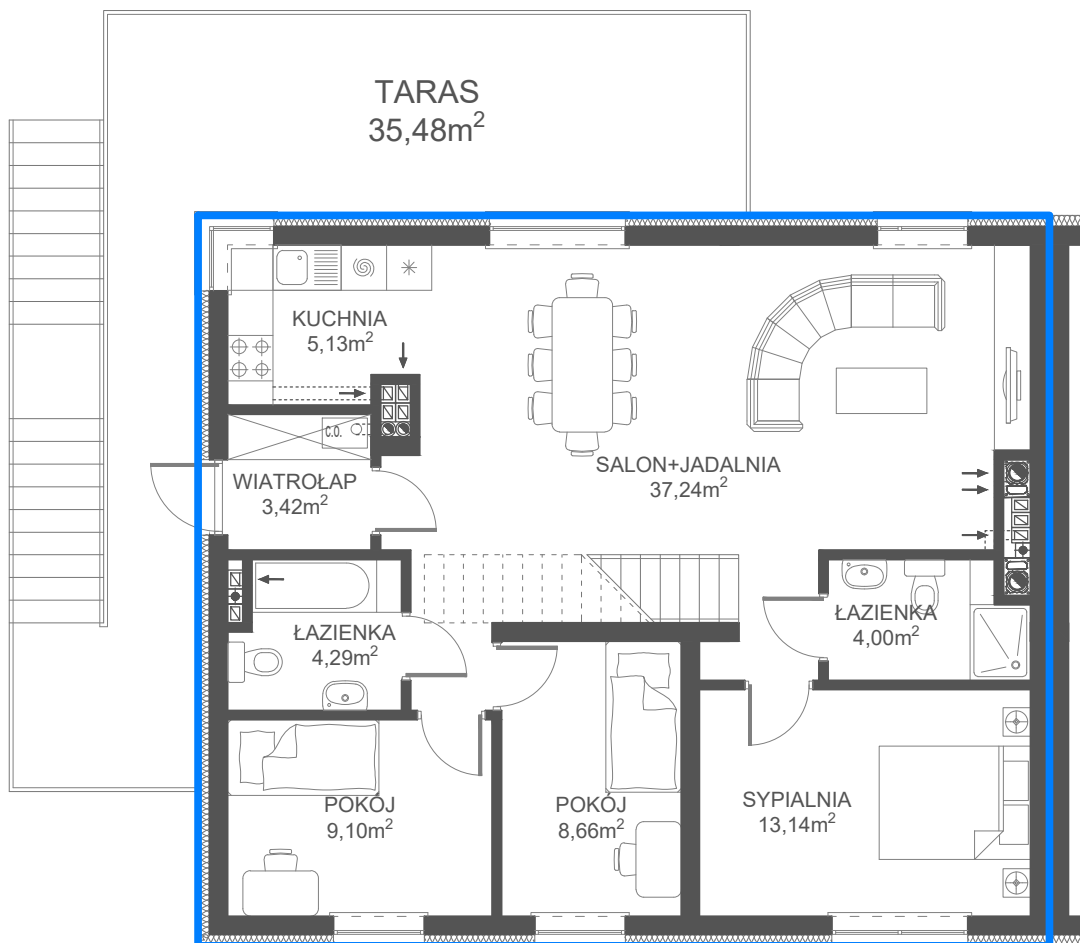 TARAS
35,48m²
KUCHNIA
5,13m²
C.O.
WIATROŁAP
3,42m²
SALON+JADALNIA
37,24m²
ŁAZIENKA
4,29m²
ŁAZIENKA
4,00m²
POKÓJ
9,10m²
POKÓJ
8,66m²
SYPIALNIA
13,14m²